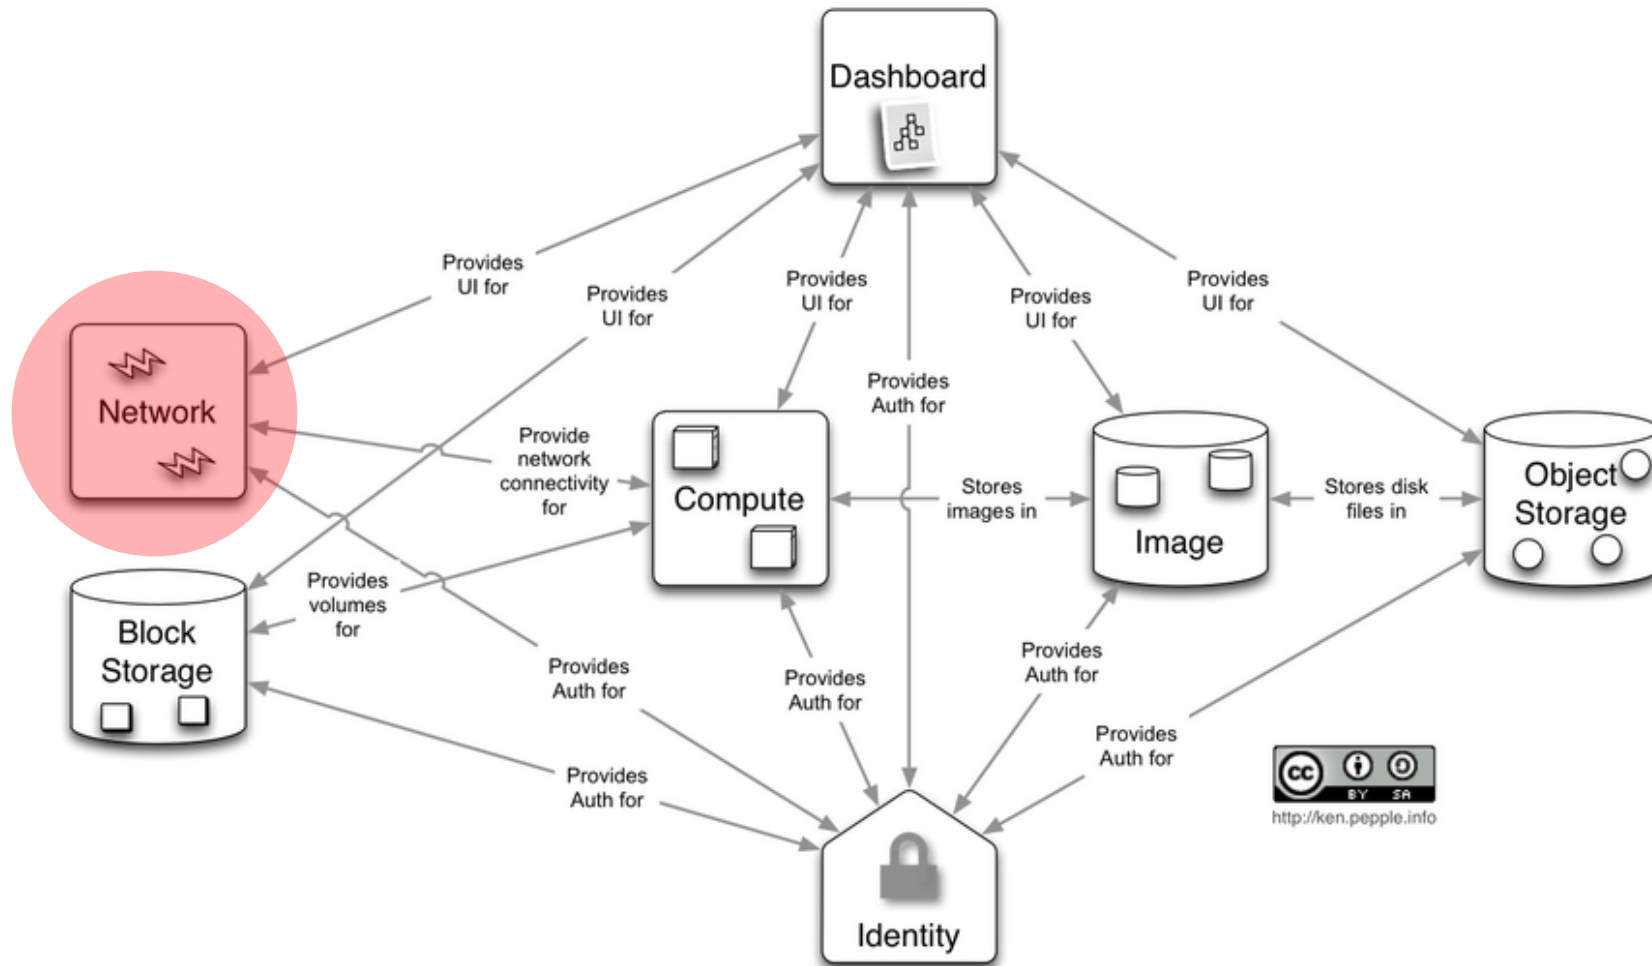 Dashboard
Provides
UI for
Provides
UI for
Provides
UI for
Provides
UI for
Provides
UI for
Provides
Auth for
Network
Provide
network
connectivity
for
Compute
Stores
images in
Image
Stores disk
files in
Object
Storage
Provides
volumes
for
Block
Storage
Provides
Auth for
Provides
Auth for
Provides
Auth for
Provides
Auth for
Provides
Auth for
Identity
cc
BY SA
http://ken.pepple.info